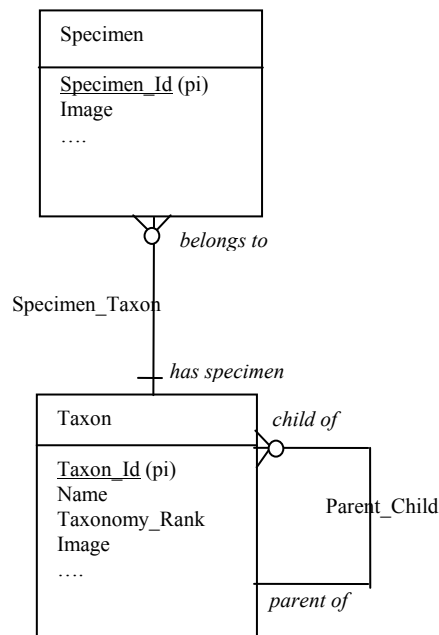 Specimen
Specimen_Id (pi)
Image
….
belongs to
Specimen_Taxon
has specimen
Taxon
child of
Taxon_Id (pi)
Name
Taxonomy_Rank
Image
….
Parent_Child
parent of